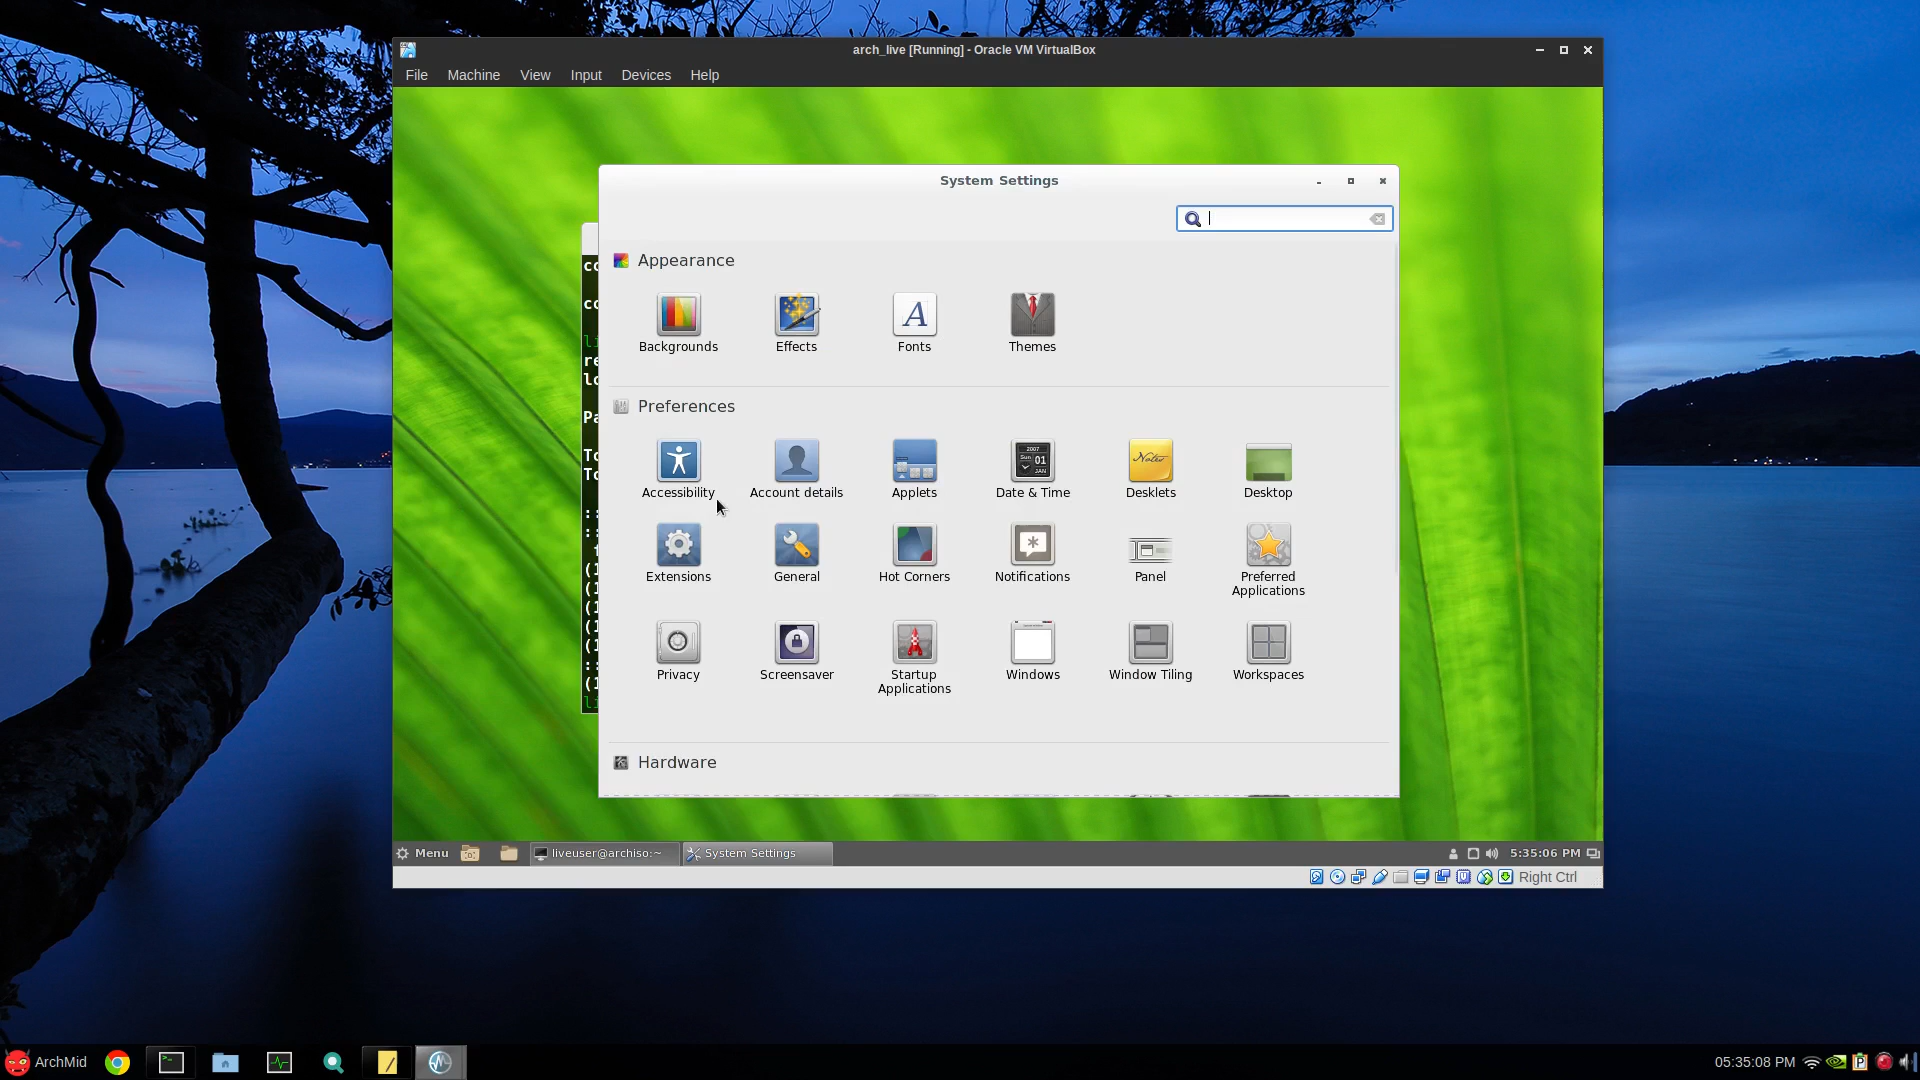 arch_live [Running] - Oracle VM VirtualBox
File Machine View Input Devices Help
System Settings
Appearance
Backgrounds Effects Fonts Themes
Preferences
Accessibility Account details Applets Date & Time Desklets Desktop
Extensions General Hot Corners Notifications Panel Preferred
Applications
Privacy Screensaver Startup Windows Window Tiling Workspaces
Applications
Hardware
Menu liveuser@archiso:~ System Settings 5:35:06 PM
Right Ctrl
ArchMid 05:35:08 PM